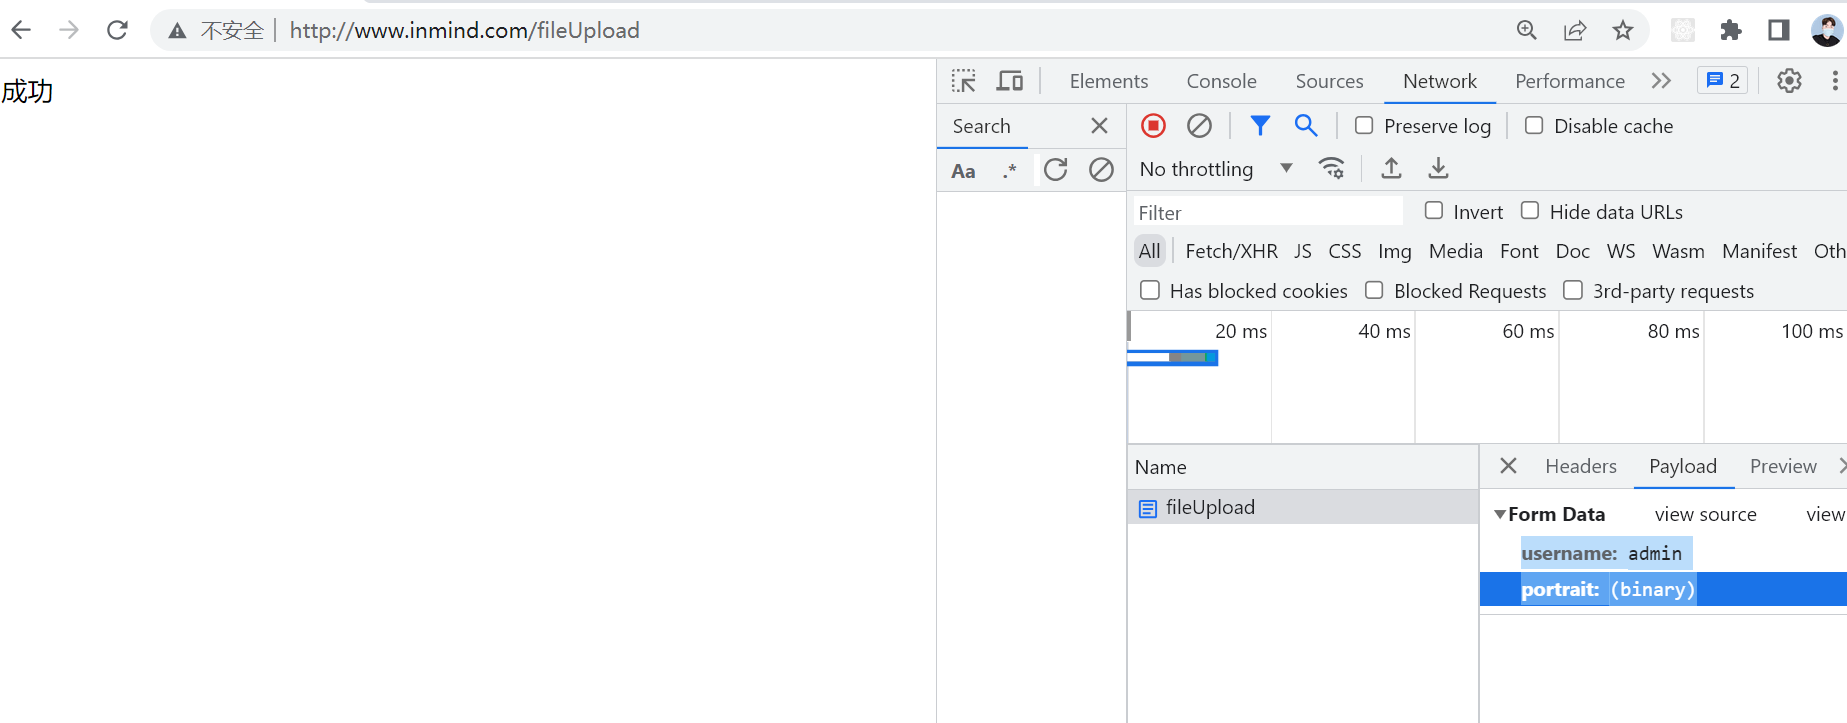 不安全 http://www.inmind.com/fileUpload
成功
Elements Console Sources Network Performance 2
Search
Preserve log Disable cache
Aa .*
No throttling
Filter Invert Hide data URLs
All Fetch/XHR JS CSS Img Media Font Doc WS Wasm Manifest Oth
Has blocked cookies Blocked Requests 3rd-party requests
20 ms 40 ms 60 ms 80 ms 100 ms
Name
Headers Payload Preview
fileUpload
Form Data view source view
username: admin
portrait: (binary)